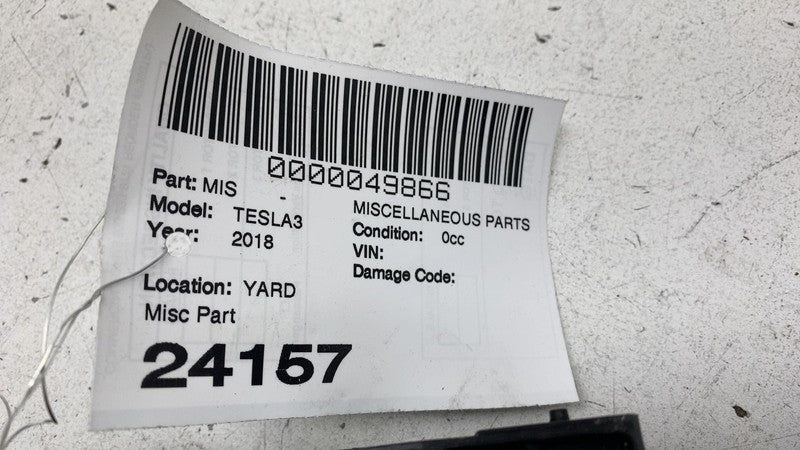 0000049866
Part: MIS -
MISCELLANEOUS PARTS
Model: TESLA3
Condition: 0cc
Year: 2018
VIN:
Damage Code:
Location: YARD
Misc Part
24157